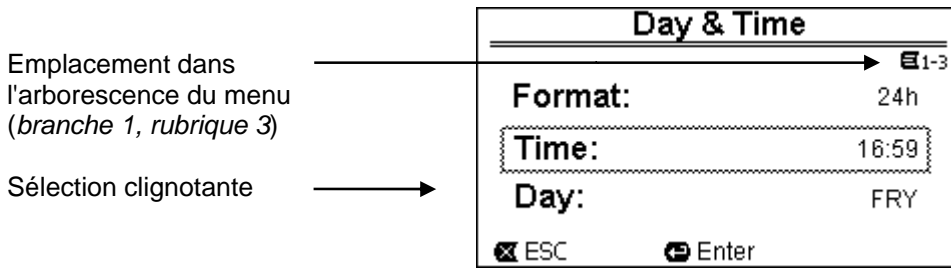 Day & Time
Emplacement dans
l'arborescence du menu
(branche 1, rubrique 3)
1-3
Format: 24h
Time: 16:59
Sélection clignotante
Day: FRY
ESC Enter